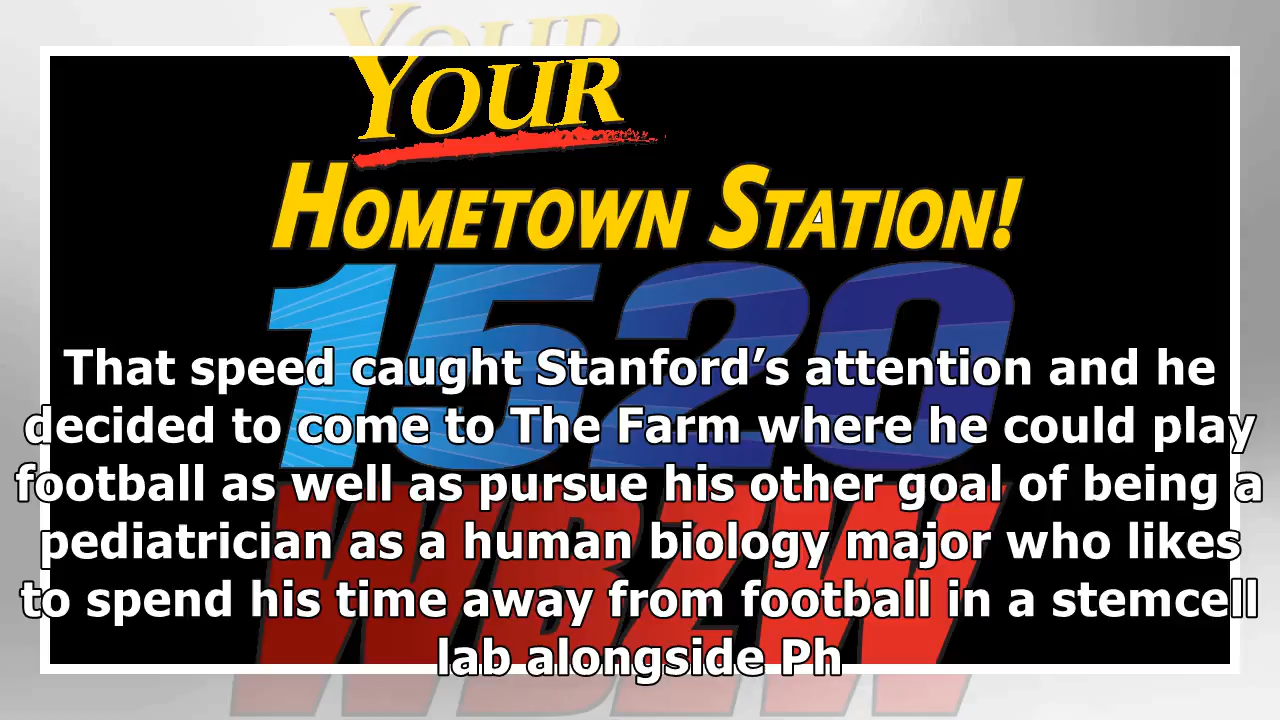 YOUR
HOMETOWN STATION!
1520
WBZW
That speed caught Stanford’s attention and he
decided to come to The Farm where he could play
football as well as pursue his other goal of being a
pediatrician as a human biology major who likes
to spend his time away from football in a stemcell
lab alongside Ph